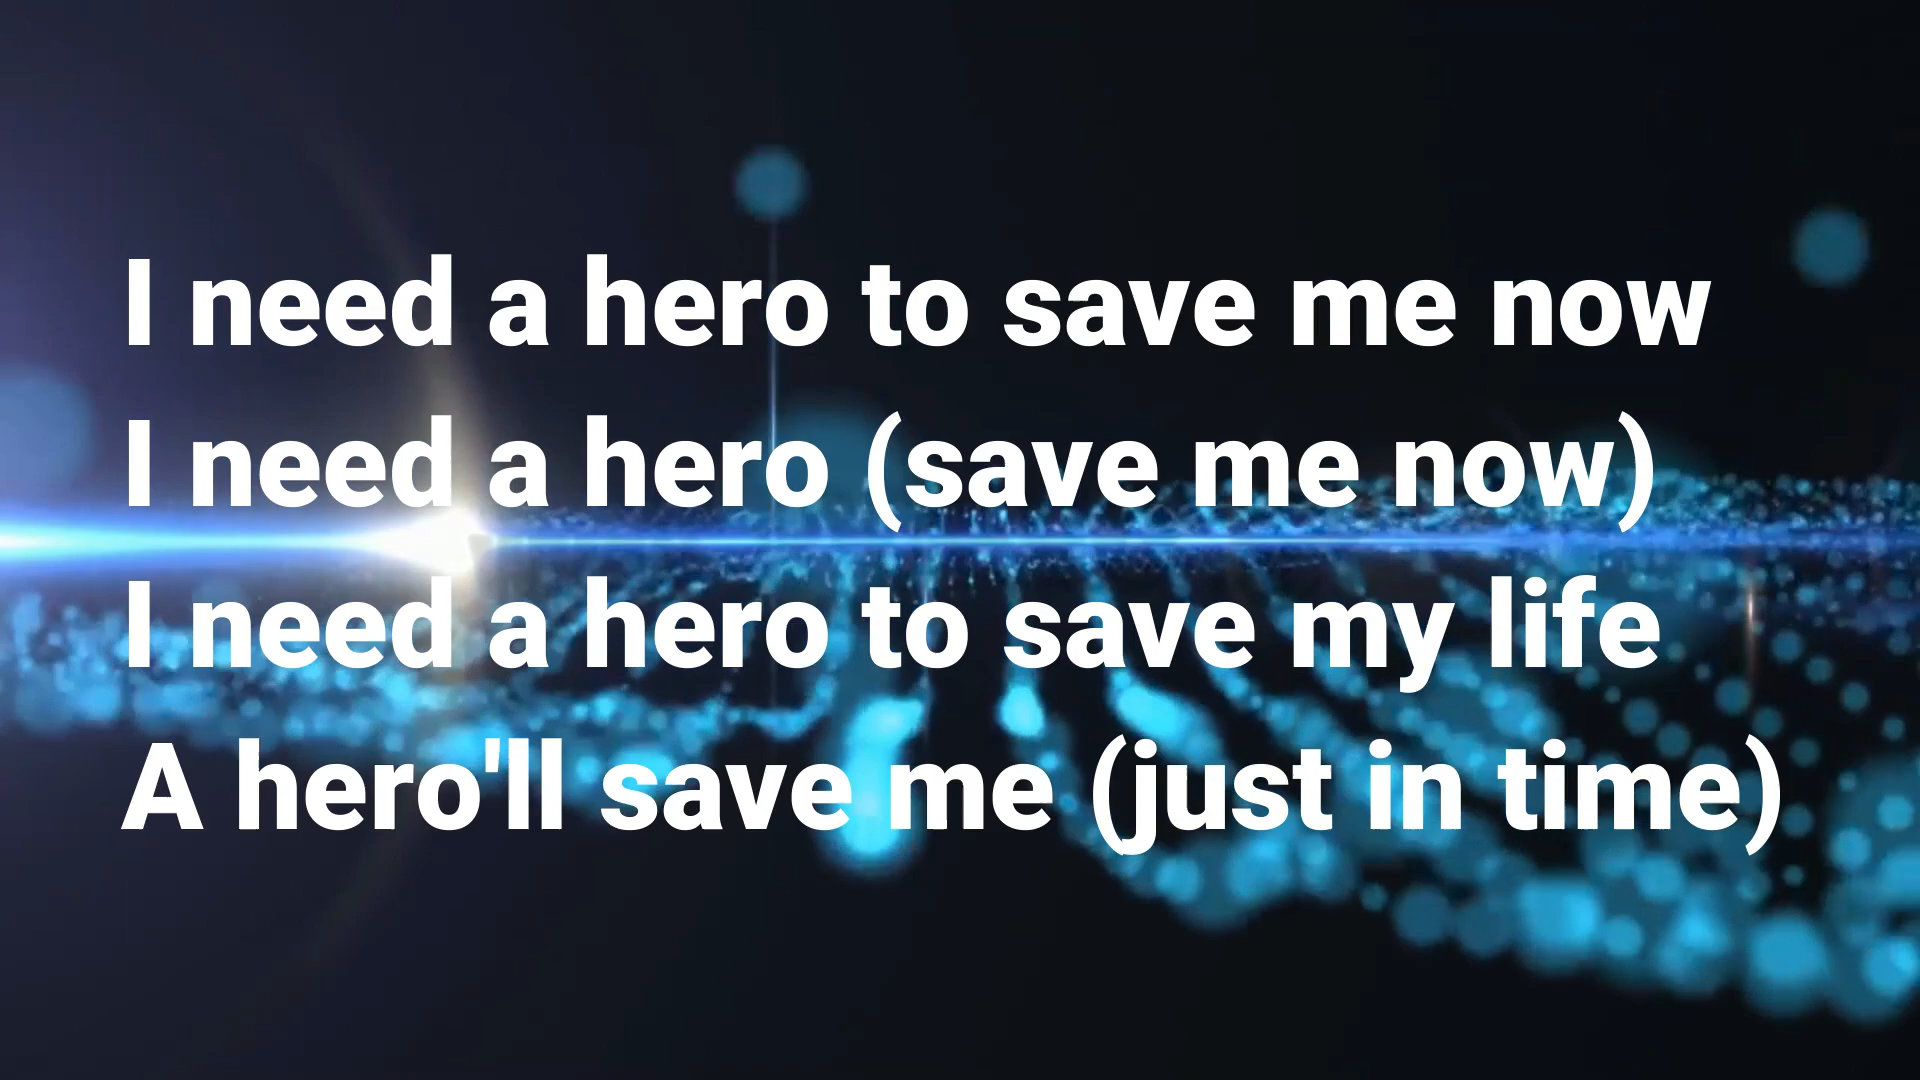 I need a hero to save me now
I need a hero (save me now)
I need a hero to save my life
A hero'll save me (just in time)